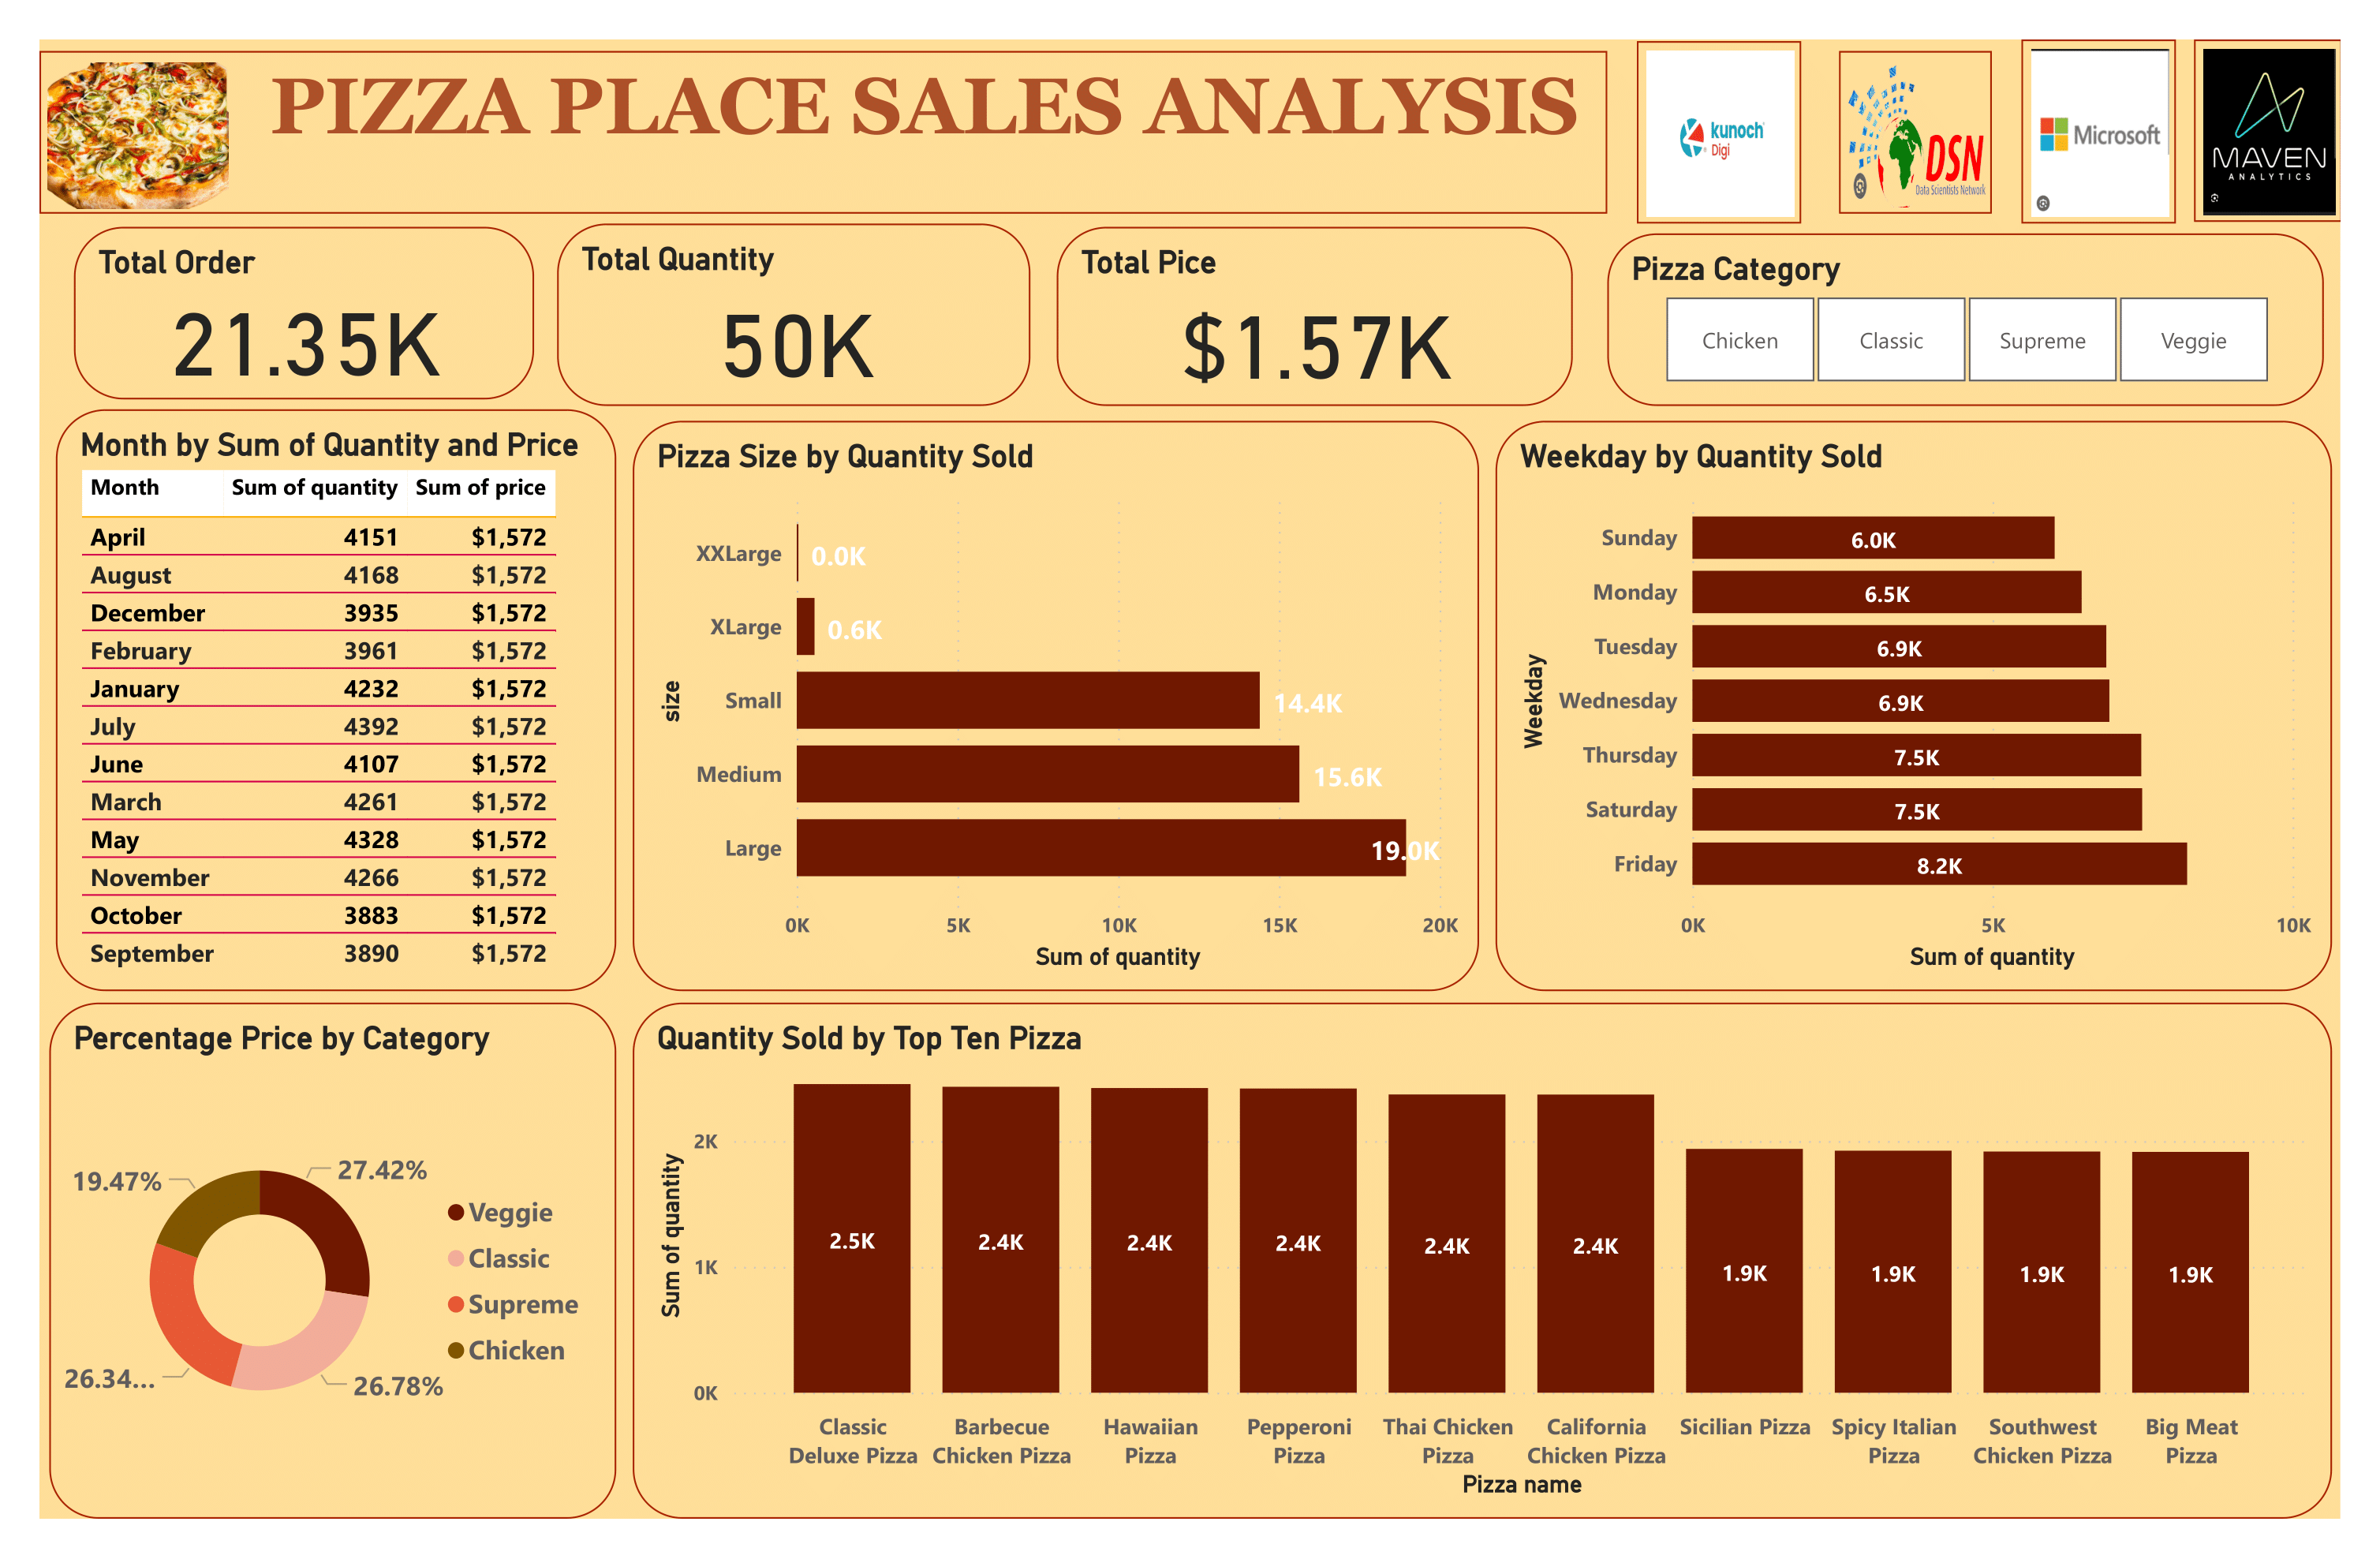 PIZZA PLACE SALES ANALYSIS
kunoch
Digi
DSN
Data Scientists Network
Microsoft
MAVEN
ANALYTICS
Total Order
21.35K
Total Quantity
50K
Total Pice
$1.57K
Pizza Category
Chicken Classic Supreme Veggie
Month by Sum of Quantity and Price
Month Sum of quantity Sum of price
April 4151 $1,572
August 4168 $1,572
December 3935 $1,572
February 3961 $1,572
January 4232 $1,572
July 4392 $1,572
June 4107 $1,572
March 4261 $1,572
May 4328 $1,572
November 4266 $1,572
October 3883 $1,572
September 3890 $1,572
Pizza Size by Quantity Sold
size
XXLarge 0.0K
XLarge 0.6K
Small 14.4K
Medium 15.6K
Large 19.0K
0K 5K 10K 15K 20K
Sum of quantity
Weekday by Quantity Sold
Weekday
Sunday 6.0K
Monday 6.5K
Tuesday 6.9K
Wednesday 6.9K
Thursday 7.5K
Saturday 7.5K
Friday 8.2K
0K 5K 10K
Sum of quantity
Percentage Price by Category
19.47%
27.42%
26.34...
26.78%
Veggie
Classic
Supreme
Chicken
Quantity Sold by Top Ten Pizza
Sum of quantity
2K
1K
0K
2.5K 2.4K 2.4K 2.4K 2.4K 2.4K 1.9K 1.9K 1.9K 1.9K
Classic
Deluxe Pizza
Barbecue
Chicken Pizza
Hawaiian
Pizza
Pepperoni
Pizza
Thai Chicken
Pizza
California
Chicken Pizza
Sicilian Pizza
Spicy Italian
Pizza
Southwest
Chicken Pizza
Big Meat
Pizza
Pizza name